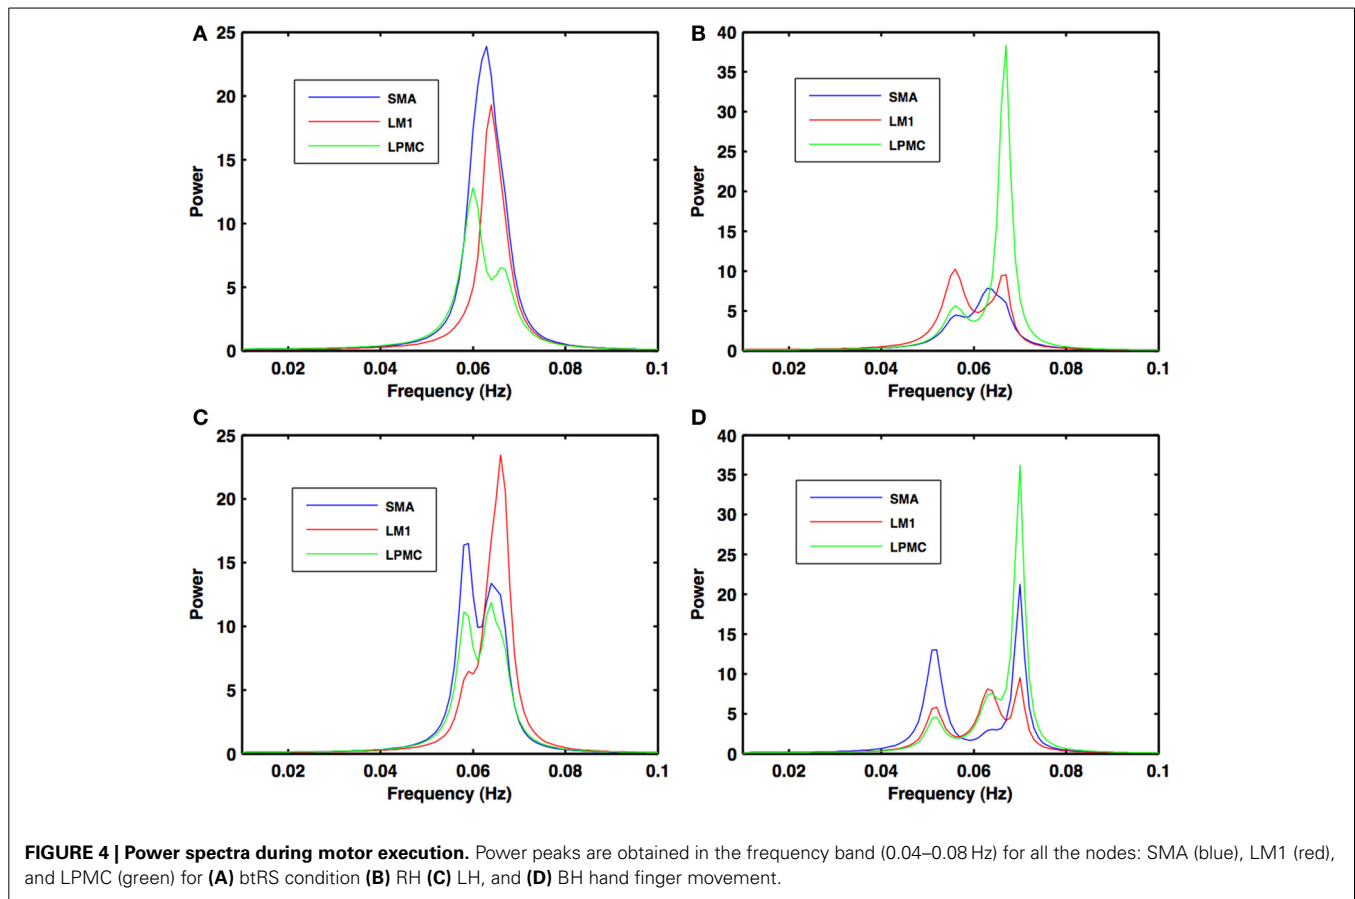 A
25
20
15
10
5
0
Power
SMA
LM1
LPMC
0.02 0.04 0.06 0.08 0.1
Frequency (Hz)
B
40
35
30
25
20
15
10
5
0
Power
SMA
LM1
LPMC
0.02 0.04 0.06 0.08 0.1
Frequency (Hz)
C
25
20
15
10
5
0
Power
SMA
LM1
LPMC
0.02 0.04 0.06 0.08 0.1
Frequency (Hz)
D
40
35
30
25
20
15
10
5
0
Power
SMA
LM1
LPMC
0.02 0.04 0.06 0.08 0.1
Frequency (Hz)
FIGURE 4 | Power spectra during motor execution. Power peaks are obtained in the frequency band (0.04–0.08 Hz) for all the nodes: SMA (blue), LM1 (red),
and LPMC (green) for (A) btRS condition (B) RH (C) LH, and (D) BH hand finger movement.